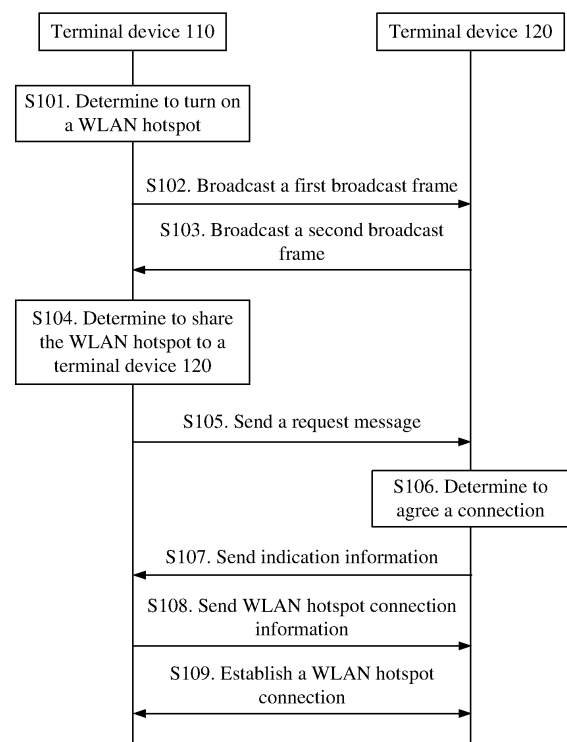 Terminal device 110
Terminal device 120
S101. Determine to turn on
a WLAN hotspot
S102. Broadcast a first broadcast frame
S103. Broadcast a second broadcast
frame
S104. Determine to share
the WLAN hotspot to a
terminal device 120
S105. Send a request message
S106. Determine to
agree a connection
S107. Send indication information
S108. Send WLAN hotspot connection
information
S109. Establish a WLAN hotspot
connection